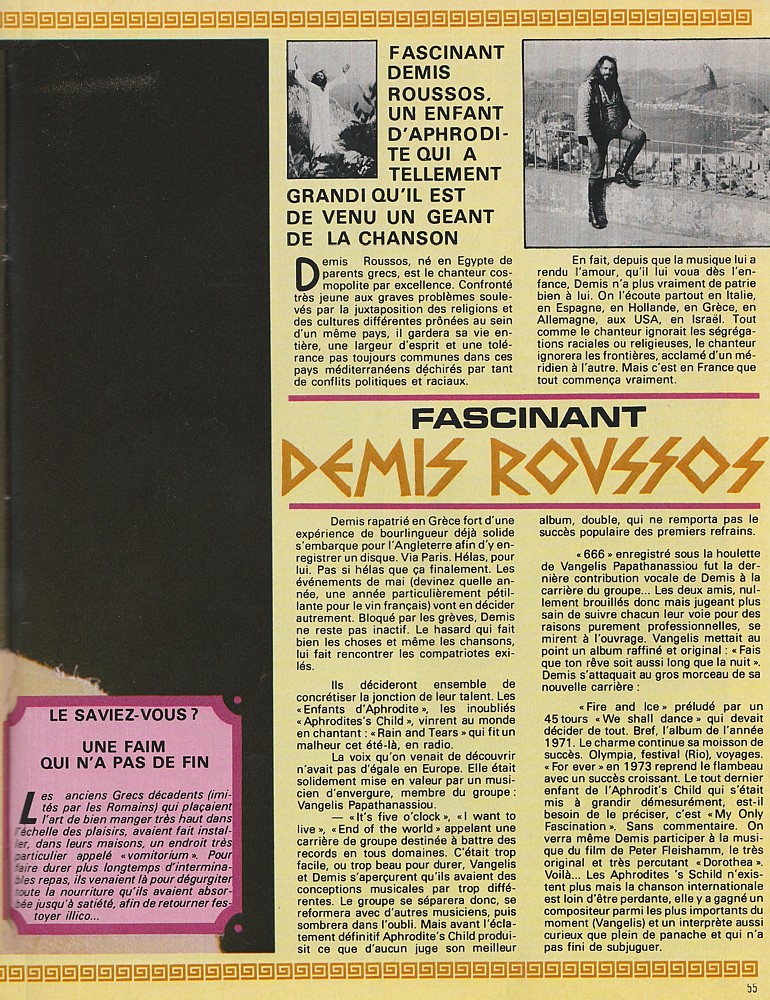 FASCINANT
DEMIS
ROUSSOS,
UN ENFANT
D'APHRODI-
TE QUI A
TELLEMENT
GRANDI QU'IL EST
DE VENU UN GEANT
DE LA CHANSON
Demis Roussos, né en Egypte de
parents grecs, est le chanteur cos-
mopolite par excellence. Confronté
très jeune aux graves problèmes soule-
vés par la juxtaposition des religions et
des cultures différentes prônées au sein
d'un même pays, il gardera sa vie en-
tière, une largeur d'esprit et une tolé-
rance pas toujours communes dans ces
pays méditerranéens déchirés par tant
de conflits politiques et raciaux.
En fait, depuis que la musique lui a
rendu l'amour, qu'il lui voua dès l'en-
fance, Demis n'a plus vraiment de patrie
bien à lui. On l'écoute partout en Italie,
en Espagne, en Hollande, en Grèce, en
Allemagne, aux USA, en Israël. Tout
comme le chanteur ignorait les ségréga-
tions raciales ou religieuses, le chanteur
ignorera les frontières, acclamé d'un mé-
ridien à l'autre. Mais c'est en France que
tout commença vraiment.
FASCINANT
DEMIS ROUSSOS
Demis rapatrié en Grèce fort d'une
expérience de bourlingueur déjà solide
s'embarque pour l'Angleterre afin d'y en-
registrer un disque. Via Paris. Hélas, pour
lui. Pas si hélas que ça finalement. Les
événements de mai (devinez quelle an-
née, une année particulièrement pétil-
lante pour le vin français) vont en décider
autrement. Bloqué par les grèves, Demis
ne reste pas inactif. Le hasard qui fait
bien les choses et même les chansons,
lui fait rencontrer les compatriotes exi-
lés.
Ils décideront ensemble de
concrétiser la jonction de leur talent. Les
«Enfants d'Aphrodite», les inoubliés
«Aphrodites's Child», vinrent au monde
en chantant : «Rain and Tears» qui fit un
malheur cet été-là, en radio.
La voix qu'on venait de découvrir
n'avait pas d'égale en Europe. Elle était
solidement mise en valeur par un musi-
cien d'envergure, membre du groupe :
Vangelis Papathanassiou.
— «It's five o'clock», «I want to
live», «End of the world» appelant une
carrière de groupe destinée à battre des
records en tous domaines. C'était trop
facile, ou trop beau pour durer, Vangelis
et Demis s'aperçurent qu'ils avaient des
conceptions musicales par trop diffé-
rentes. Le groupe se séparera donc, se
reformera avec d'autres musiciens, puis
sombrera dans l'oubli. Mais avant l'écla-
tement définitif Aphrodite's Child produi-
sit ce que d'aucun juge son meilleur
album, double, qui ne remporta pas le
succès populaire des premiers refrains.
«666» enregistré sous la houlette
de Vangelis Papathanassiou fut la der-
nière contribution vocale de Demis à la
carrière du groupe... Les deux amis, nul-
lement brouillés donc mais jugeant plus
sain de suivre chacun leur voie pour des
raisons purement professionnelles, se
mirent à l'ouvrage. Vangelis mettait au
point un album raffiné et original : «Fais
que ton rêve soit aussi long que la nuit».
Demis s'attaquait au gros morceau de sa
nouvelle carrière :
«Fire and Ice» préludé par un
45 tours «We shall dance» qui devait
décider de tout. Bref, l'album de l'année
1971. Le charme continue sa moisson de
succès. Olympia, festival (Rio), voyages.
«For ever» en 1973 reprend le flambeau
avec un succès croissant. Le tout dernier
enfant de l'Aphrodit's Child qui s'était
mis à grandir démesurément, est-il
besoin de le préciser, c'est «My Only
Fascination». Sans commentaire. On
verra même Demis participer à la musi-
que du film de Peter Fleishamm, le très
original et très percutant «Dorothea».
Voilà... Les Aphrodites 's Schild n'exis-
tent plus mais la chanson internationale
est loin d'être perdante, elle y a gagné un
compositeur parmi les plus importants du
moment (Vangelis) et un interprète aussi
curieux que plein de panache et qui n'a
pas fini de subjuguer.
LE SAVIEZ-VOUS ?
UNE FAIM
QUI N'A PAS DE FIN
Les anciens Grecs décadents (imi-
tés par les Romains) qui plaçaient
l'art de bien manger très haut dans
l'échelle des plaisirs, avaient fait instal-
ler, dans leurs maisons, un endroit très
particulier appelé «vomitorium». Pour
faire durer plus longtemps d'intermina-
bles repas, ils venaient là pour dégurgiter
toute la nourriture qu'ils avaient absor-
bée jusqu'à satiété, afin de retourner fes-
toyer illico...
55